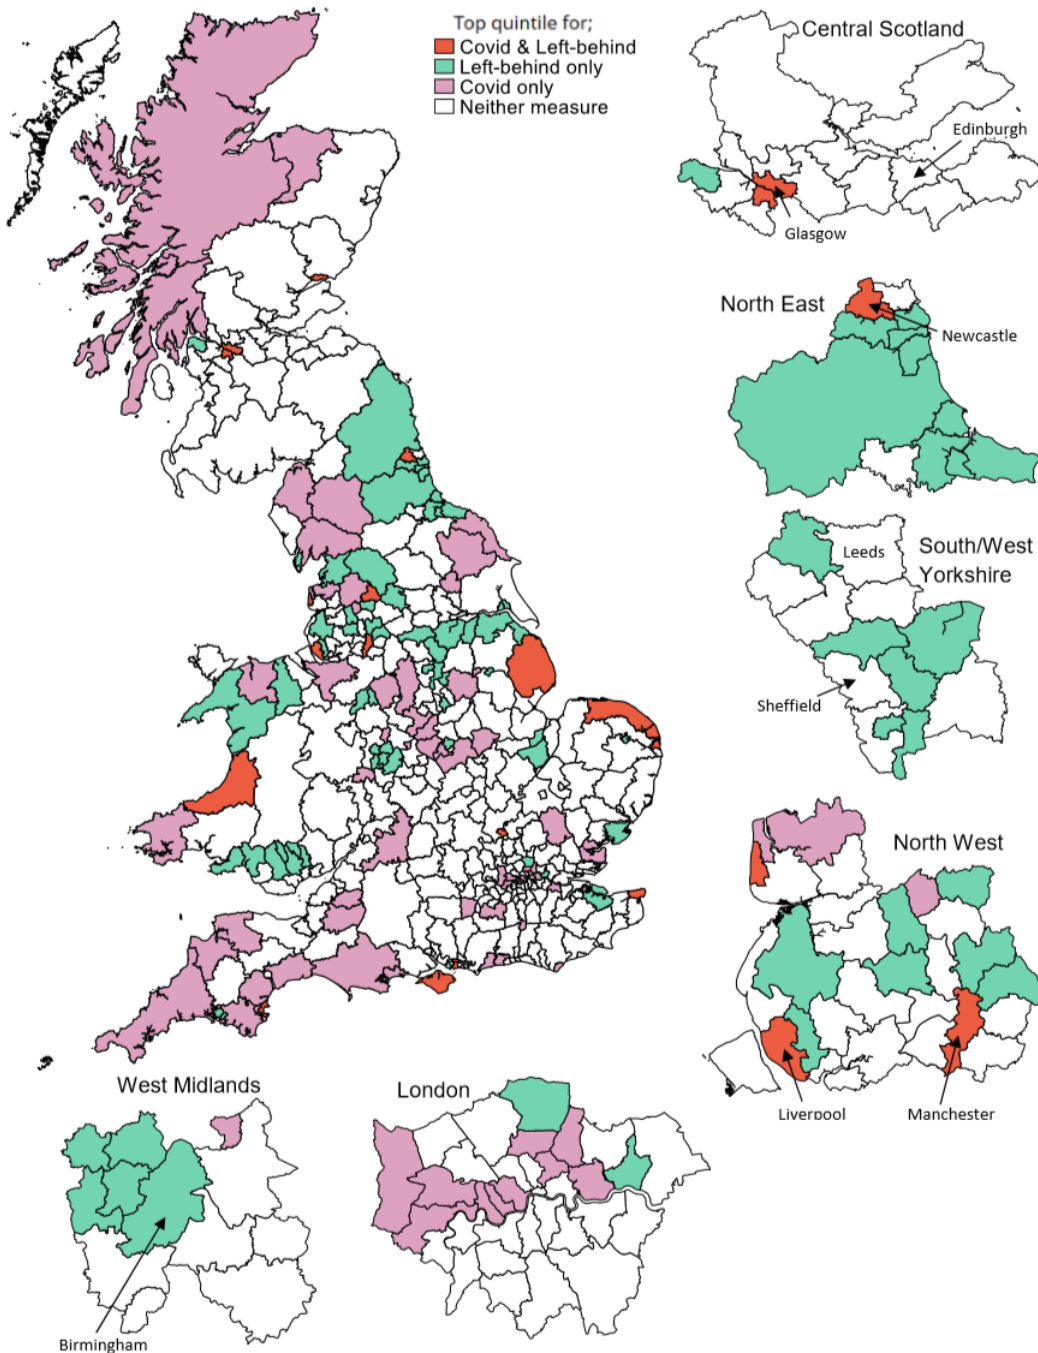 Top quintile for;
Covid & Left-behind
Left-behind only
Covid only
Neither measure
Central Scotland
Edinburgh
Glasgow
North East
Newcastle
South/West
Yorkshire
Leeds
Sheffield
North West
Liverpool
Manchester
West Midlands
Birmingham
London